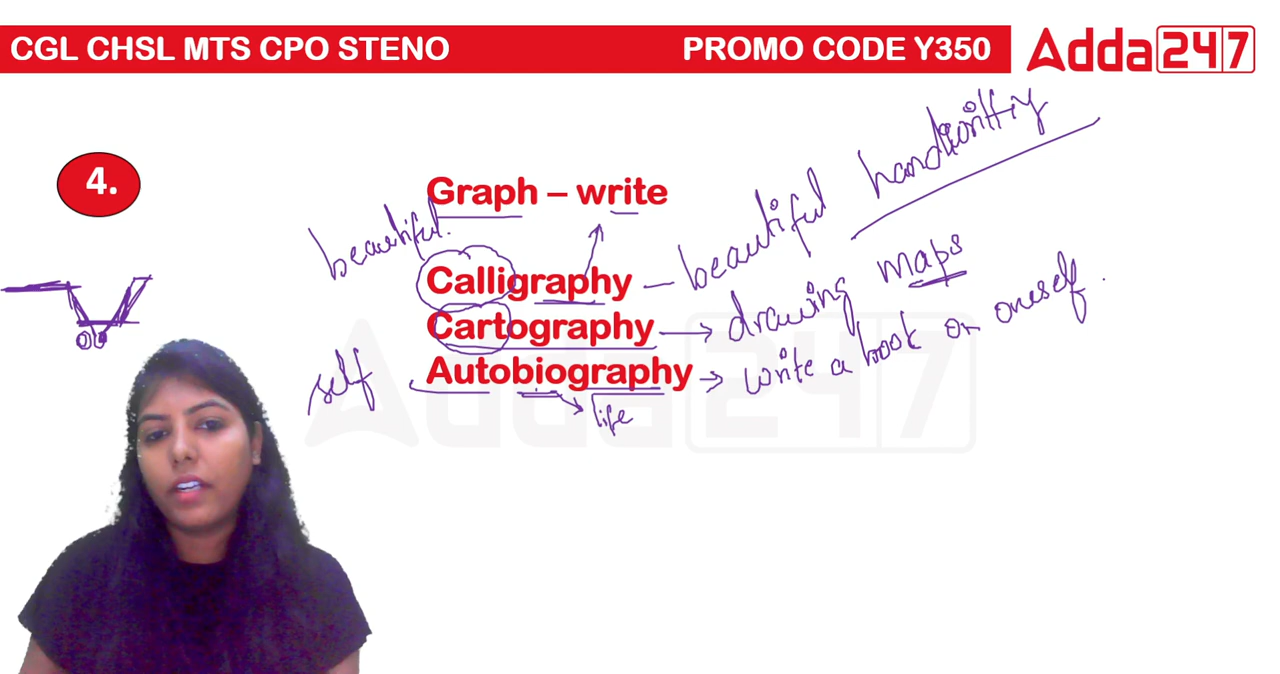 CGL CHSL MTS CPO STENO
PROMO CODE Y350
Adda247
4.
Graph – write
beautiful.
Calligraphy – beautiful handwriting
Cartography → drawing maps
self
Autobiography → write a book on oneself.
life
Adda247